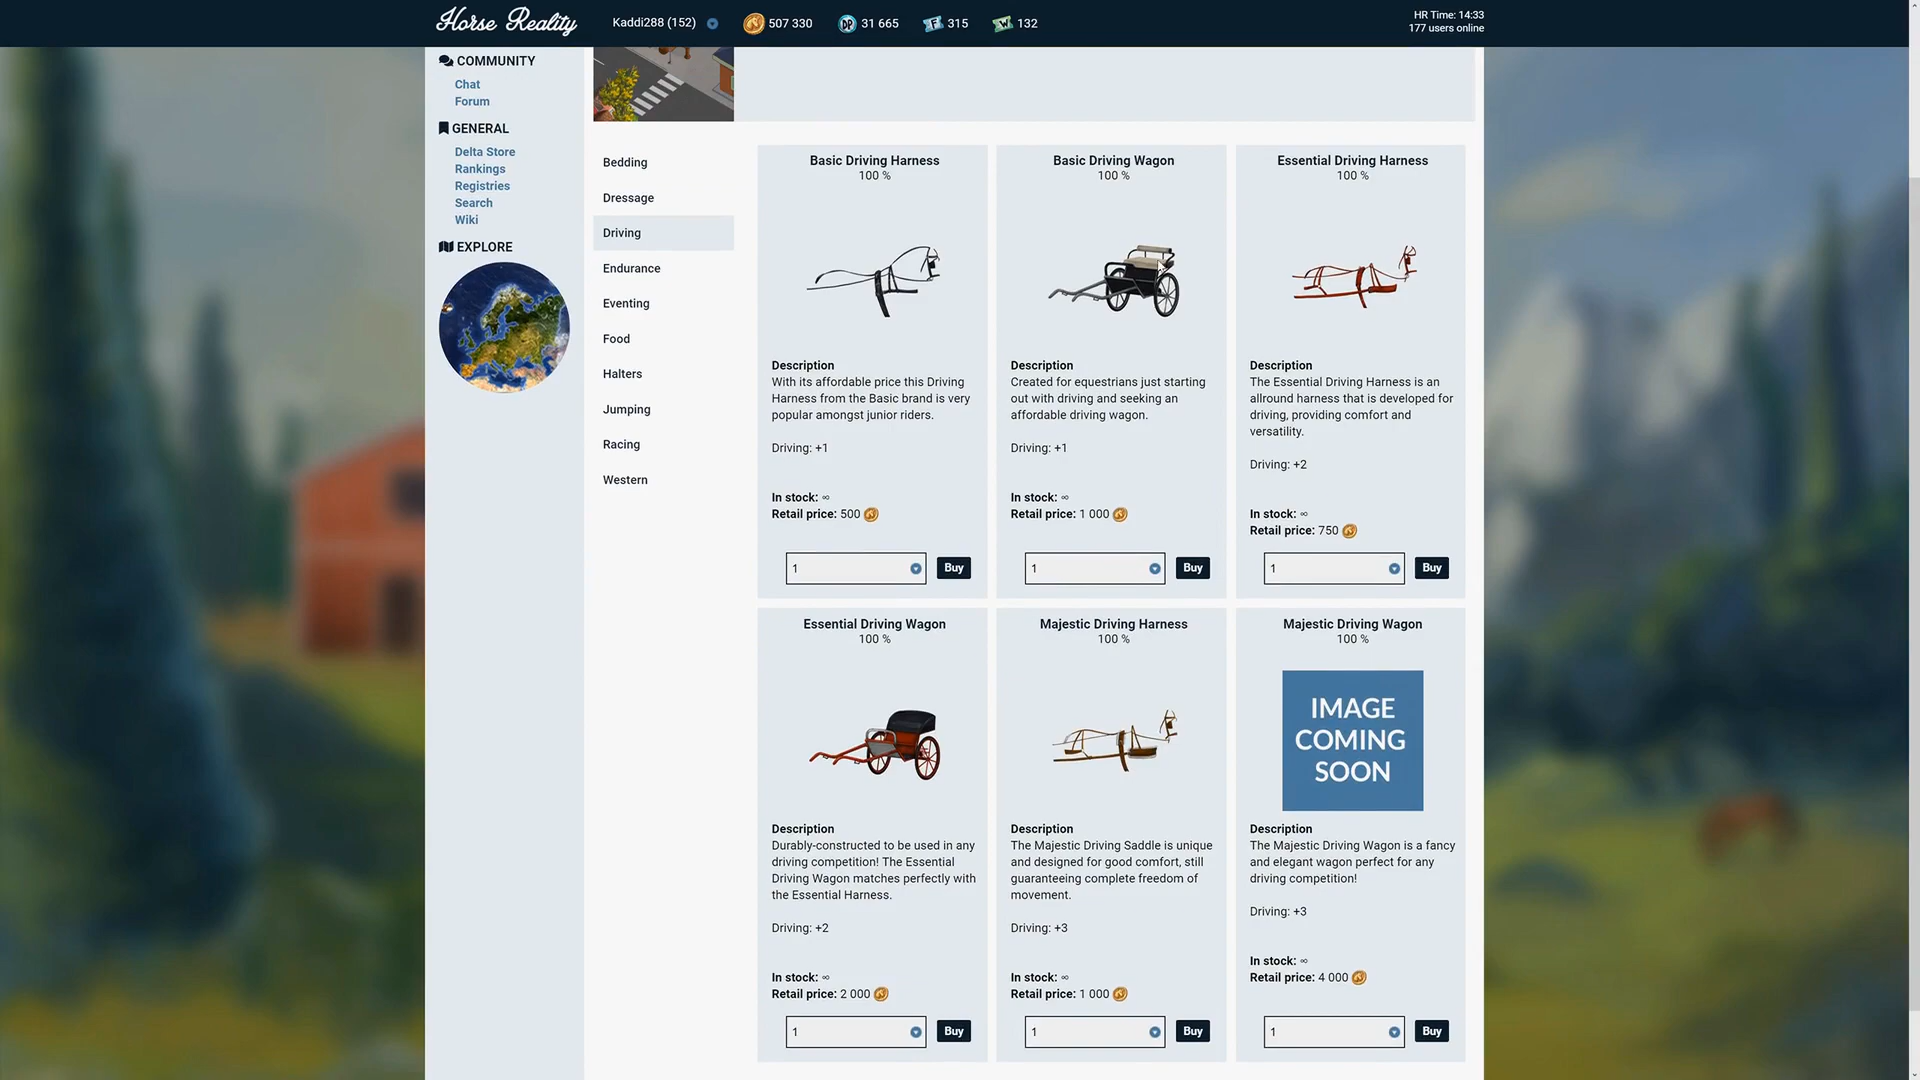 Horse Reality
Kaddi288 (152)
507 330
DP
31 665
F
315
W
132
HR Time: 14:33
177 users online
COMMUNITY
Chat
Forum
GENERAL
Delta Store
Rankings
Registries
Search
Wiki
EXPLORE
Bedding
Dressage
Driving
Endurance
Eventing
Food
Halters
Jumping
Racing
Western
Basic Driving Harness
100 %
Description
With its affordable price this Driving
Harness from the Basic brand is very
popular amongst junior riders.
Driving: +1
In stock: ∞
Retail price: 500
1
Buy
Basic Driving Wagon
100 %
Description
Created for equestrians just starting
out with driving and seeking an
affordable driving wagon.
Driving: +1
In stock: ∞
Retail price: 1 000
1
Buy
Essential Driving Harness
100 %
Description
The Essential Driving Harness is an
allround harness that is developed for
driving, providing comfort and
versatility.
Driving: +2
In stock: ∞
Retail price: 750
1
Buy
Essential Driving Wagon
100 %
Description
Durably-constructed to be used in any
driving competition! The Essential
Driving Wagon matches perfectly with
the Essential Harness.
Driving: +2
In stock: ∞
Retail price: 2 000
1
Buy
Majestic Driving Harness
100 %
Description
The Majestic Driving Saddle is unique
and designed for good comfort, still
guaranteeing complete freedom of
movement.
Driving: +3
In stock: ∞
Retail price: 1 000
1
Buy
Majestic Driving Wagon
100 %
IMAGE
COMING
SOON
Description
The Majestic Driving Wagon is a fancy
and elegant wagon perfect for any
driving competition!
Driving: +3
In stock: ∞
Retail price: 4 000
1
Buy